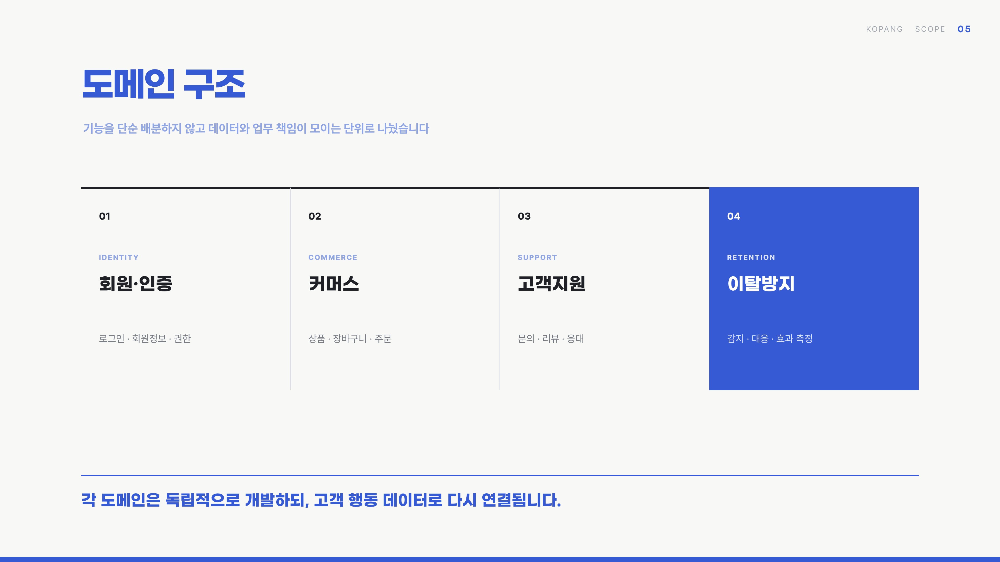 KOPANG SCOPE 05
도메인 구조
기능을 단순 배분하지 않고 데이터와 업무 책임이 모이는 단위로 나눴습니다
01
IDENTITY
회원·인증
로그인 · 회원정보 · 권한
02
COMMERCE
커머스
상품 · 장바구니 · 주문
03
SUPPORT
고객지원
문의 · 리뷰 · 응대
04
RETENTION
이탈방지
감지 · 대응 · 효과 측정
각 도메인은 독립적으로 개발하되, 고객 행동 데이터로 다시 연결됩니다.